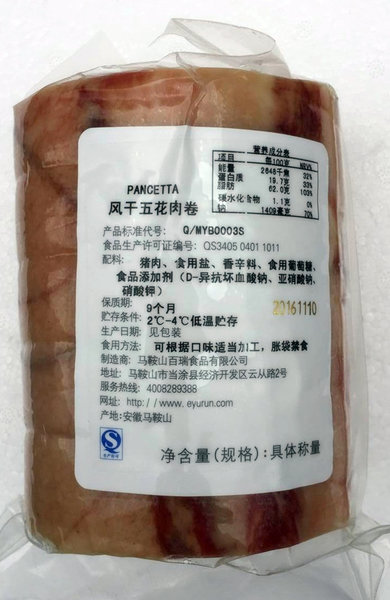 营养成分表
项目 每100克 NRV%
能量 2648千焦 32%
蛋白质 19.7克 33%
脂肪 62.0克 103%
碳水化合物 1.1克 0%
钠 1409毫克 70%
PANCETTA
风干五花肉卷
产品标准代号: Q/MYB0003S
食品生产许可证编号: QS3405 0401 1011
配料: 猪肉、食用盐、香辛料、食用葡萄糖、
食品添加剂(D-异抗坏血酸钠、亚硝酸钠、
硝酸钾)
保质期: 9个月
20161110
贮存条件: 2℃-4℃低温贮存
生产日期: 见包装
食用方法: 可根据口味适当加工，胀袋禁食
制造商: 马鞍山百瑞食品有限公司
地址: 马鞍山市当涂县经济开发区云从路2号
服务热线: 4008289388
网址: http://www.eyurun.com
产地:安徽马鞍山
生产许可
净含量(规格):具体称量